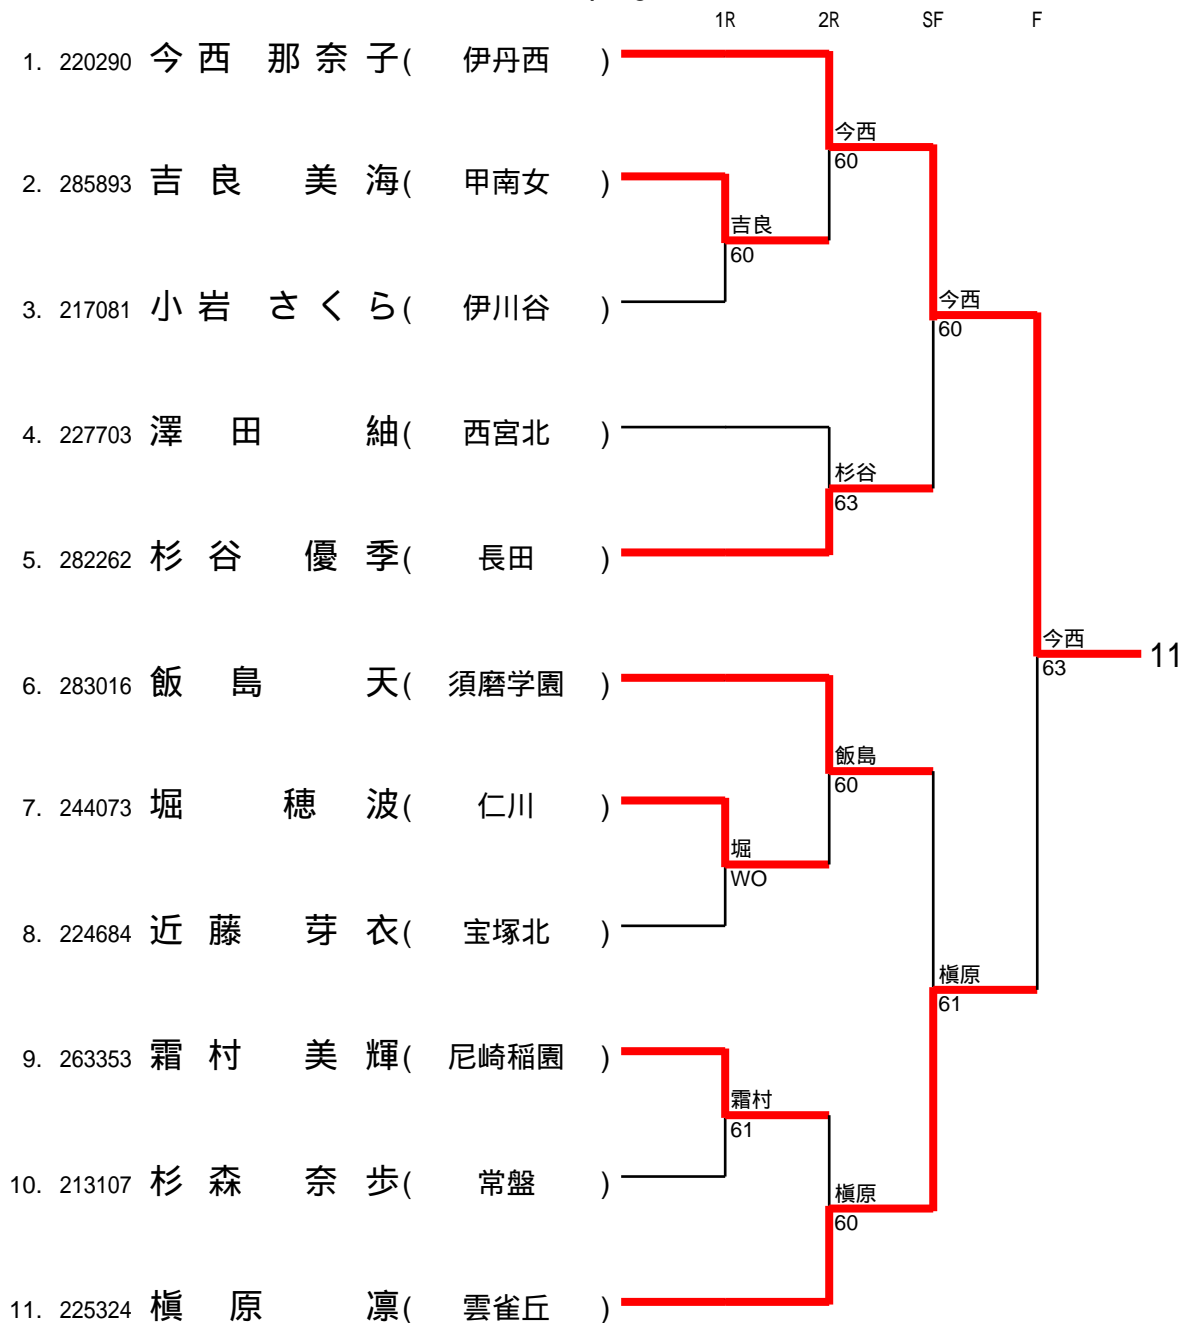 1R 2R SF F
1. 220290 今西 那奈子( 伊丹西 )
今西
60
2. 285893 吉良 美海( 甲南女 )
吉良
60
3. 217081 小岩 さくら( 伊川谷 )
今西
60
4. 227703 澤田 紬( 西宮北 )
杉谷
63
5. 282262 杉谷 優季( 長田 )
今西
63
11
6. 283016 飯島 天( 須磨学園 )
飯島
60
7. 244073 堀 穂波( 仁川 )
堀
WO
8. 224684 近藤 芽衣( 宝塚北 )
槇原
61
9. 263353 霜村 美輝( 尼崎稲園 )
霜村
61
10. 213107 杉森 奈歩( 常盤 )
槇原
60
11. 225324 槇原 凛( 雲雀丘 )